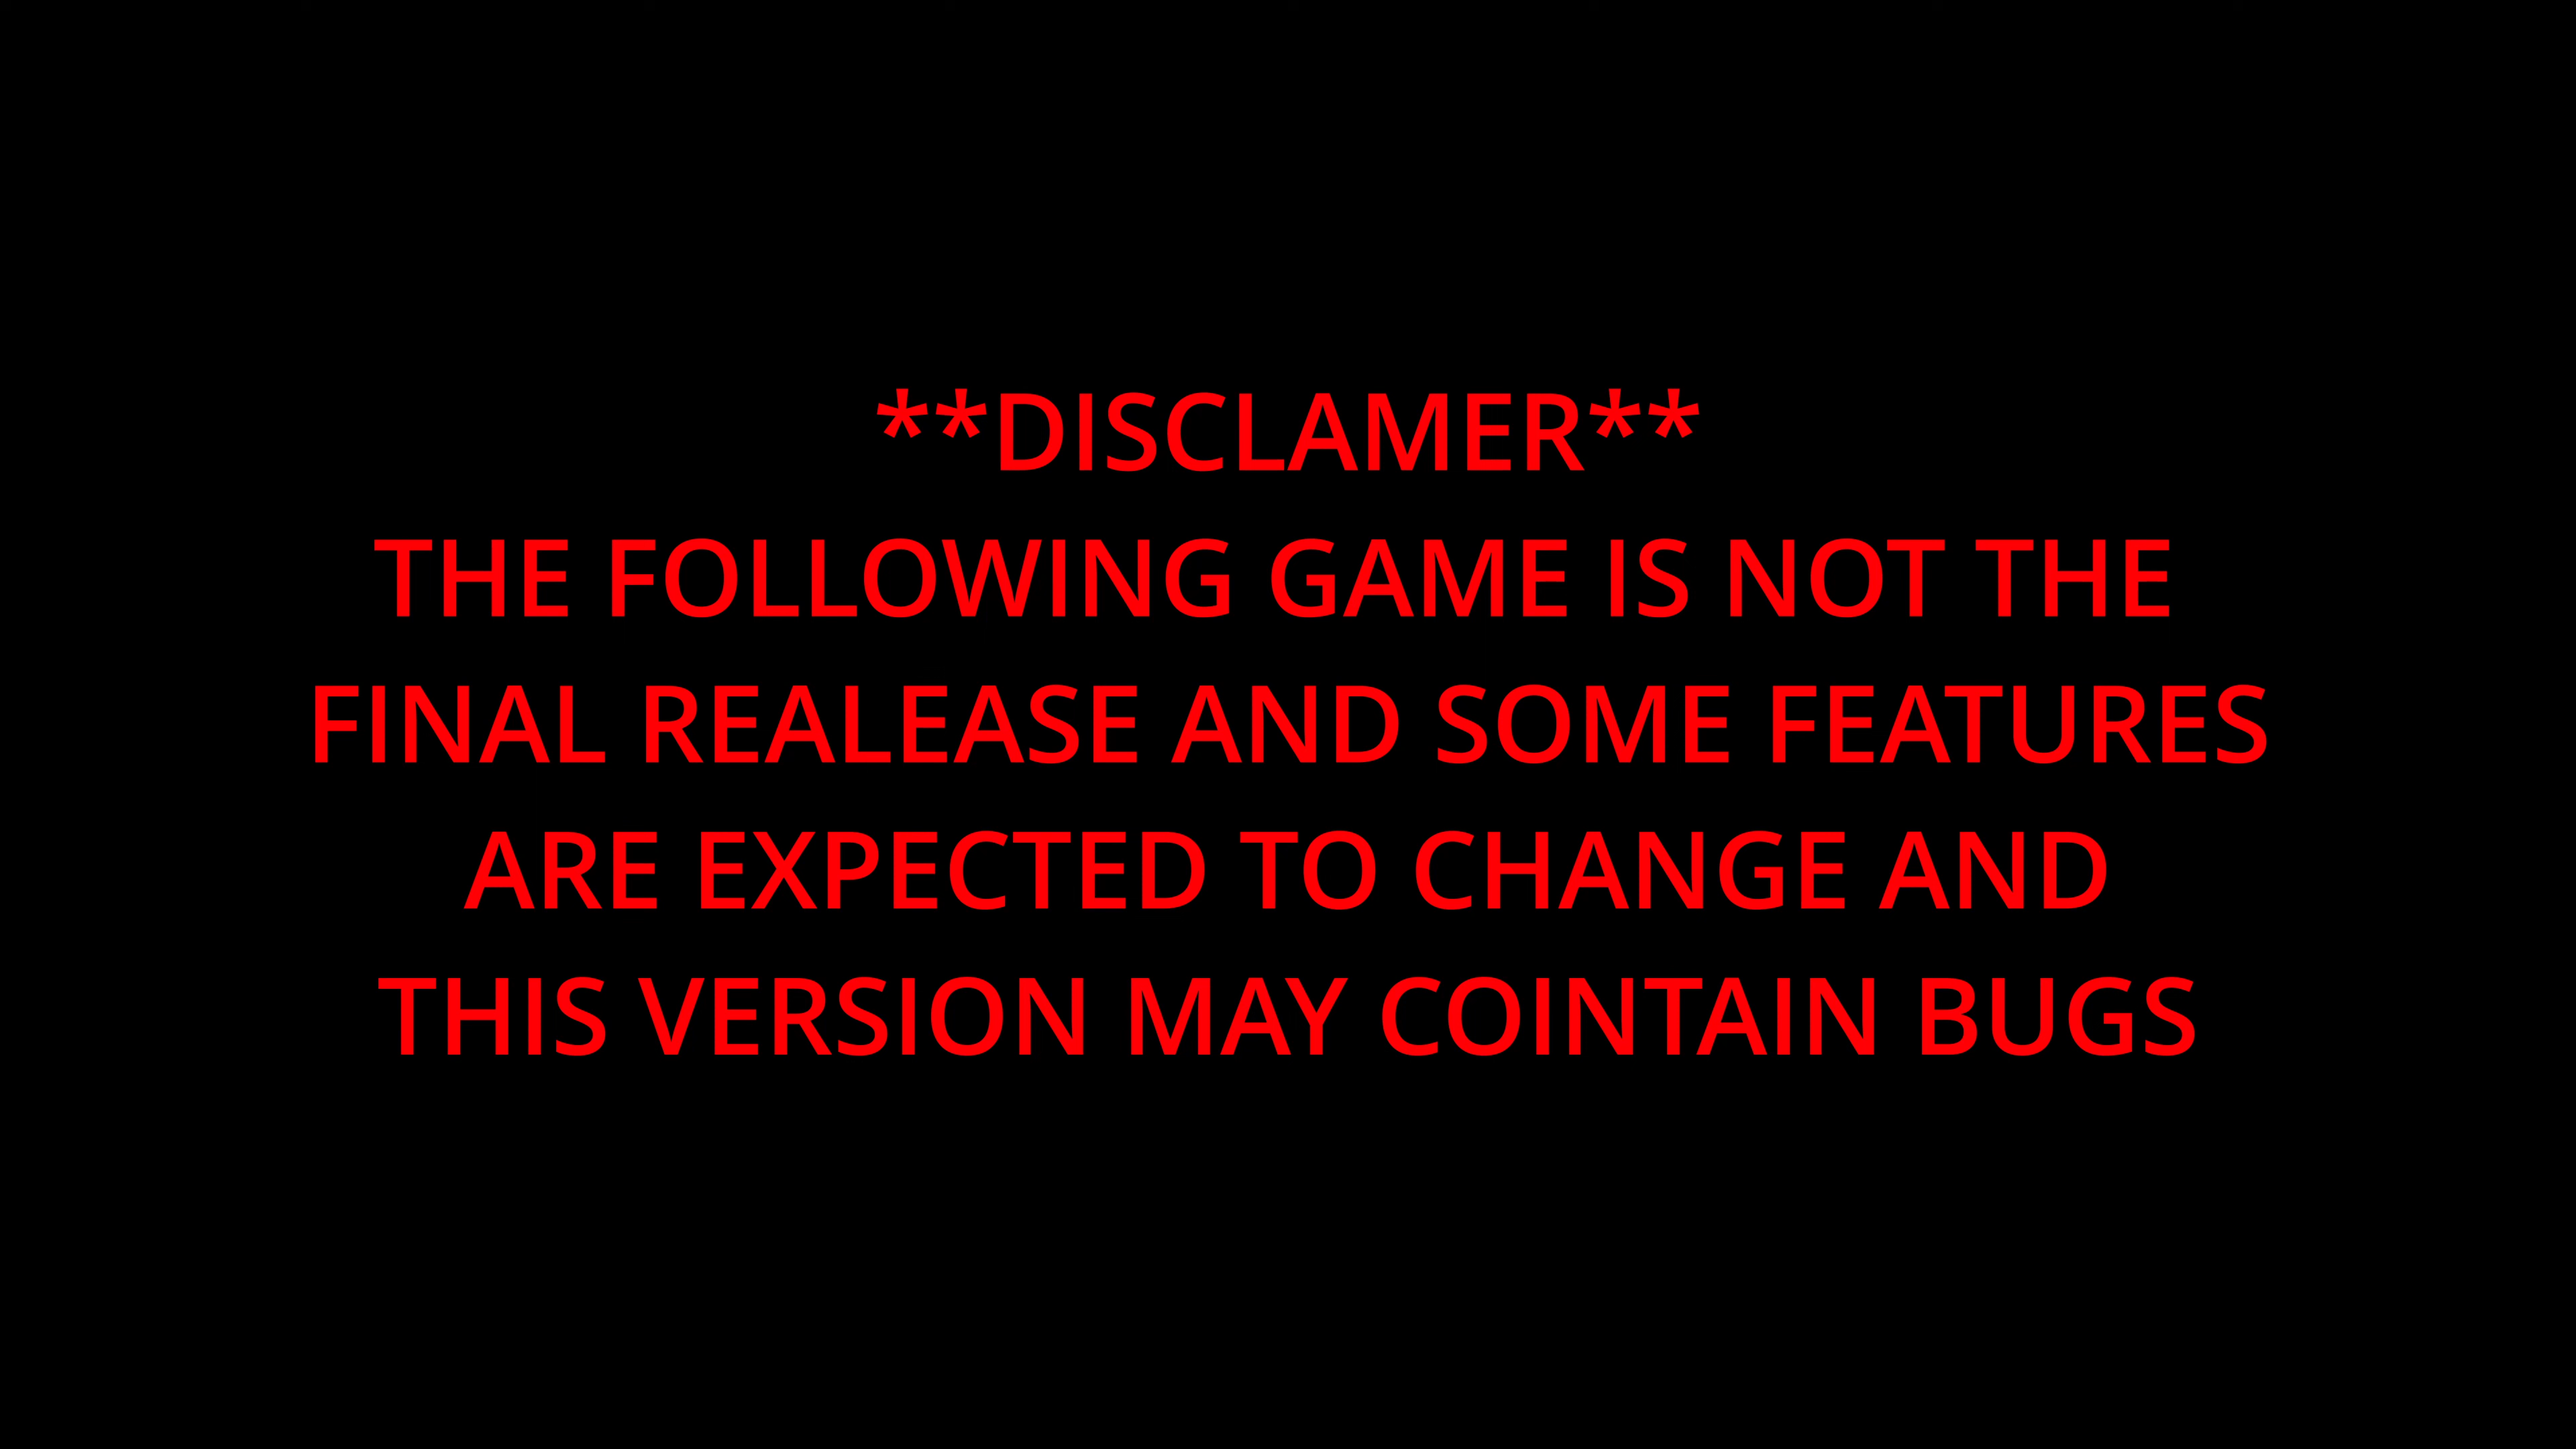 **DISCLAMER**
THE FOLLOWING GAME IS NOT THE
FINAL REALEASE AND SOME FEATURES
ARE EXPECTED TO CHANGE AND
THIS VERSION MAY COINTAIN BUGS